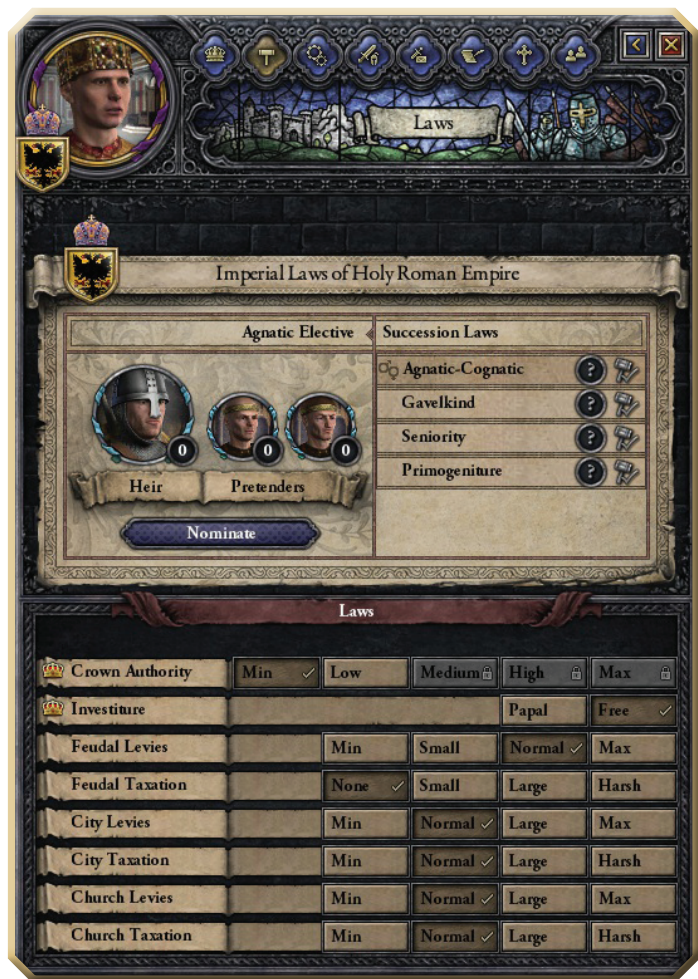 Laws
Imperial Laws of Holy Roman Empire
Agnatic Elective
Succession Laws
Agnatic-Cognatic ?
Gavelkind ?
Seniority ?
Primogeniture ?
0 0 0
Heir Pretenders
Nominate
Laws
Crown Authority Min Low Medium High Max
Investiture Papal Free
Feudal Levies Min Small Normal Max
Feudal Taxation None Small Large Harsh
City Levies Min Normal Large Max
City Taxation Min Normal Large Harsh
Church Levies Min Normal Large Max
Church Taxation Min Normal Large Harsh